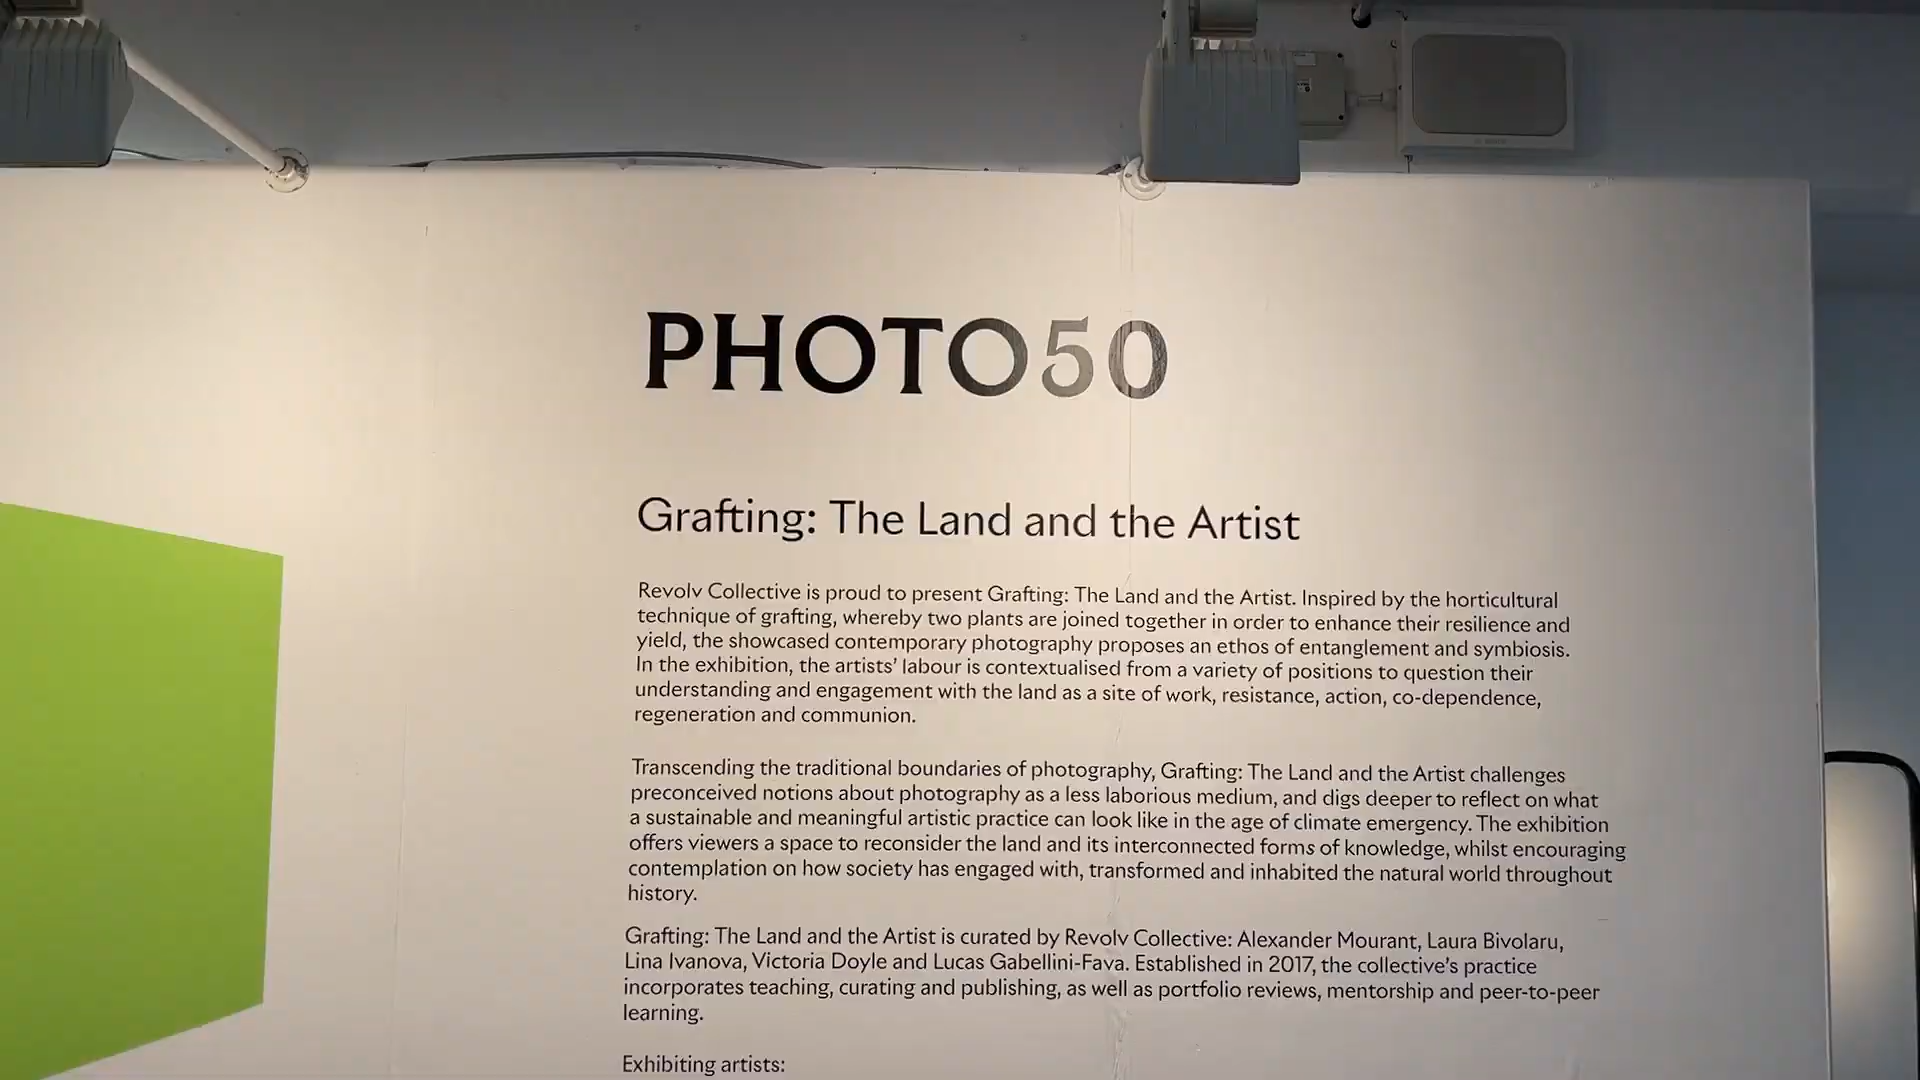 PHOTO50
Grafting: The Land and the Artist
Revolv Collective is proud to present Grafting: The Land and the Artist. Inspired by the horticultural
technique of grafting, whereby two plants are joined together in order to enhance their resilience and
yield, the showcased contemporary photography proposes an ethos of entanglement and symbiosis.
In the exhibition, the artists' labour is contextualised from a variety of positions to question their
understanding and engagement with the land as a site of work, resistance, action, co-dependence,
regeneration and communion.
Transcending the traditional boundaries of photography, Grafting: The Land and the Artist challenges
preconceived notions about photography as a less laborious medium, and digs deeper to reflect on what
a sustainable and meaningful artistic practice can look like in the age of climate emergency. The exhibition
offers viewers a space to reconsider the land and its interconnected forms of knowledge, whilst encouraging
contemplation on how society has engaged with, transformed and inhabited the natural world throughout
history.
Grafting: The Land and the Artist is curated by Revolv Collective: Alexander Mourant, Laura Bivolaru,
Lina Ivanova, Victoria Doyle and Lucas Gabellini-Fava. Established in 2017, the collective's practice
incorporates teaching, curating and publishing, as well as portfolio reviews, mentorship and peer-to-peer
learning.
Exhibiting artists: